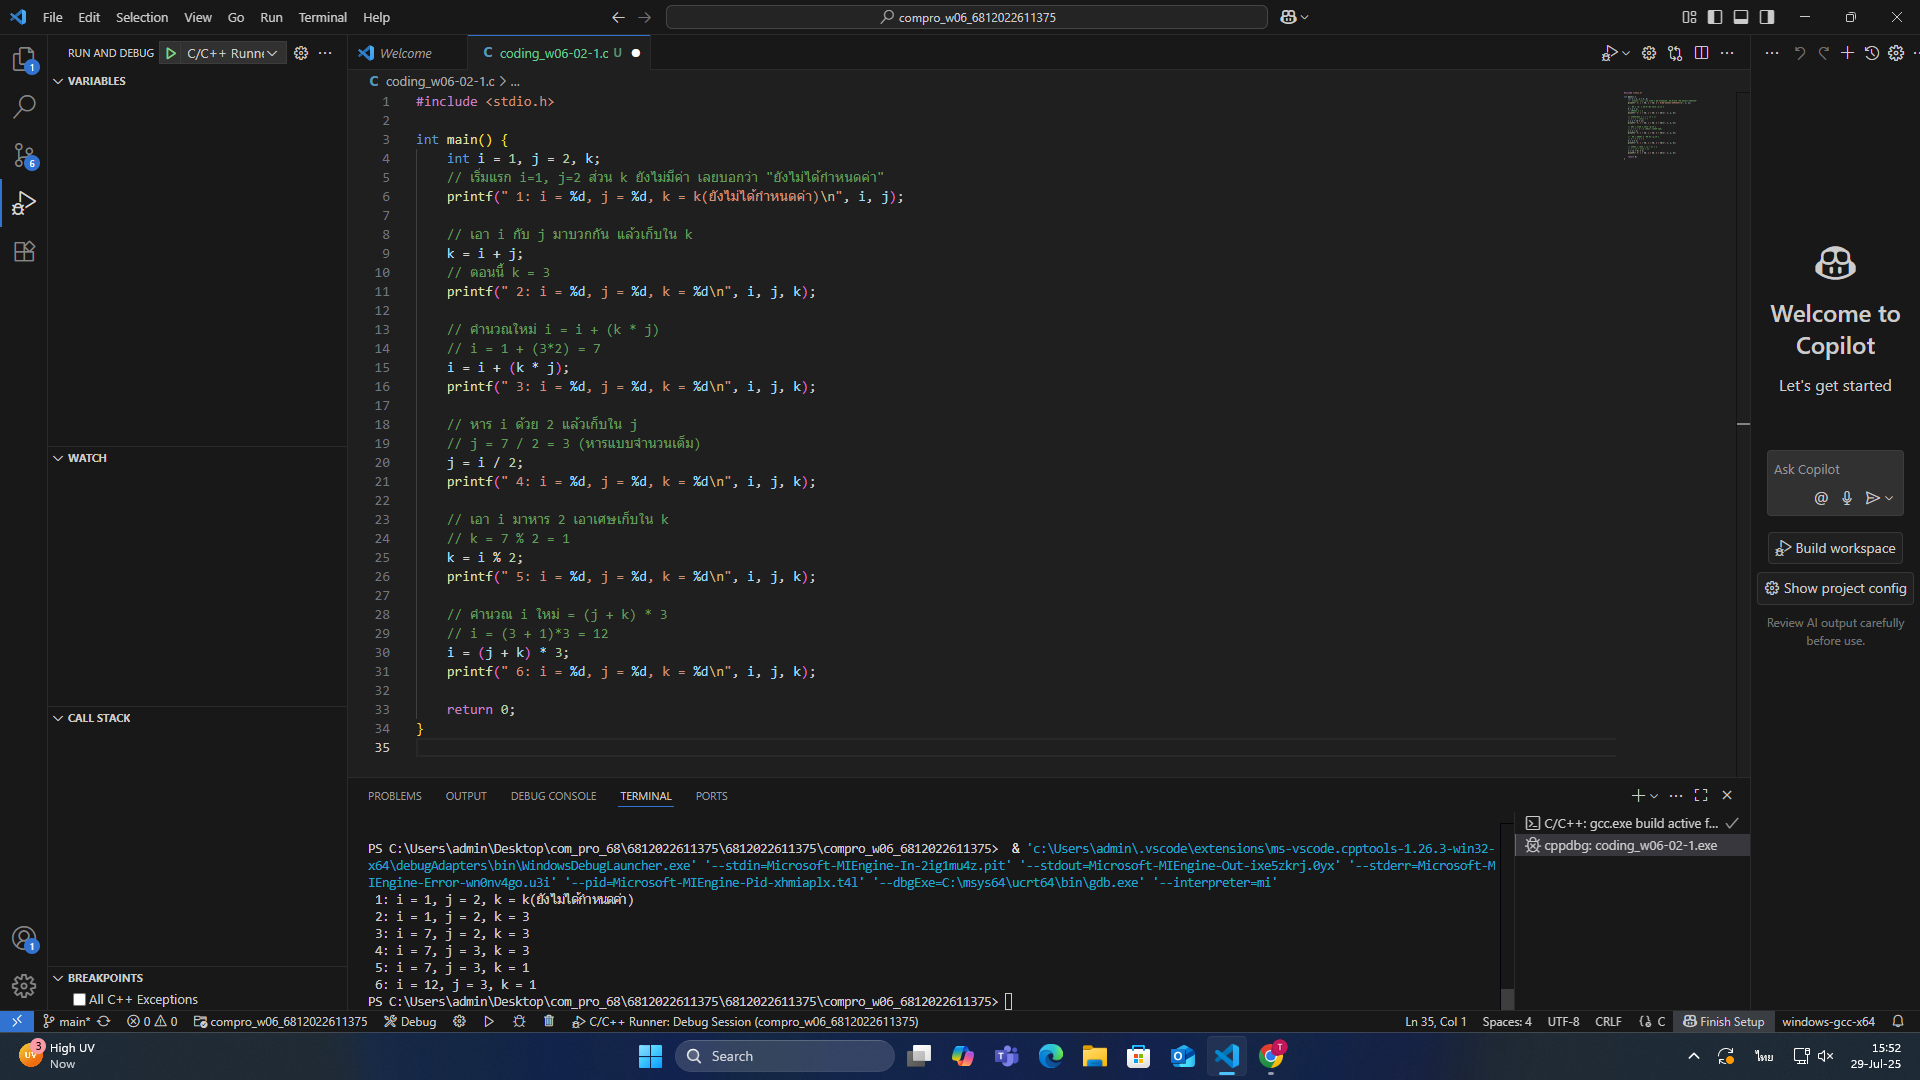 File Edit Selection View Go Run Terminal Help
compro_w06_6812022611375
RUN AND DEBUG
C/C++ Runne
Welcome
coding_w06-02-1.c U
VARIABLES
WATCH
CALL STACK
BREAKPOINTS
All C++ Exceptions
coding_w06-02-1.c > ...
1 #include <stdio.h>
2
3 int main() {
4 int i = 1, j = 2, k;
5 // เริ่มแรก i=1, j=2 ส่วน k ยังไม่มีค่า เลยบอกว่า "ยังไม่ได้กำหนดค่า"
6 printf(" 1: i = %d, j = %d, k = k(ยังไม่ได้กำหนดค่า)\n", i, j);
7
8 // เอา i กับ j มาบวกกัน แล้วเก็บใน k
9 k = i + j;
10 // ตอนนี้ k = 3
11 printf(" 2: i = %d, j = %d, k = %d\n", i, j, k);
12
13 // คำนวณใหม่ i = i + (k * j)
14 // i = 1 + (3*2) = 7
15 i = i + (k * j);
16 printf(" 3: i = %d, j = %d, k = %d\n", i, j, k);
17
18 // หาร i ด้วย 2 แล้วเก็บใน j
19 // j = 7 / 2 = 3 (หารแบบจำนวนเต็ม)
20 j = i / 2;
21 printf(" 4: i = %d, j = %d, k = %d\n", i, j, k);
22
23 // เอา i มาหาร 2 เอาเศษเก็บใน k
24 // k = 7 % 2 = 1
25 k = i % 2;
26 printf(" 5: i = %d, j = %d, k = %d\n", i, j, k);
27
28 // คำนวณ i ใหม่ = (j + k) * 3
29 // i = (3 + 1)*3 = 12
30 i = (j + k) * 3;
31 printf(" 6: i = %d, j = %d, k = %d\n", i, j, k);
32
33 return 0;
34 }
35
Welcome to
Copilot
Let's get started
Ask Copilot
Build workspace
Show project config
Review AI output carefully
before use.
PROBLEMS OUTPUT DEBUG CONSOLE TERMINAL PORTS
C/C++: gcc.exe build active f...
cppdbg: coding_w06-02-1.exe
PS C:\Users\admin\Desktop\com_pro_68\6812022611375\6812022611375\compro_w06_6812022611375> & 'c:\Users\admin\.vscode\extensions\ms-vscode.cpptools-1.26.3-win32-
x64\debugAdapters\bin\WindowsDebugLauncher.exe' '--stdin=Microsoft-MIEngine-In-2ig1mu4z.pit' '--stdout=Microsoft-MIEngine-Out-ixe5zkrj.0yx' '--stderr=Microsoft-M
IEngine-Error-wn0nv4go.u3i' '--pid=Microsoft-MIEngine-Pid-xhmiaplx.t4l' '--dbgExe=C:\msys64\ucrt64\bin\gdb.exe' '--interpreter=mi'
1: i = 1, j = 2, k = k(ยังไม่ได้กำหนดค่า)
2: i = 1, j = 2, k = 3
3: i = 7, j = 2, k = 3
4: i = 7, j = 3, k = 3
5: i = 7, j = 3, k = 1
6: i = 12, j = 3, k = 1
PS C:\Users\admin\Desktop\com_pro_68\6812022611375\6812022611375\compro_w06_6812022611375>
main* 0 0 compro_w06_6812022611375 Debug C/C++ Runner: Debug Session (compro_w06_6812022611375)
Ln 35, Col 1 Spaces: 4 UTF-8 CRLF {} C Finish Setup windows-gcc-x64
High UV
Now
3
UV
Search
ไทย
15:52
29-Jul-25
1
6
1
T